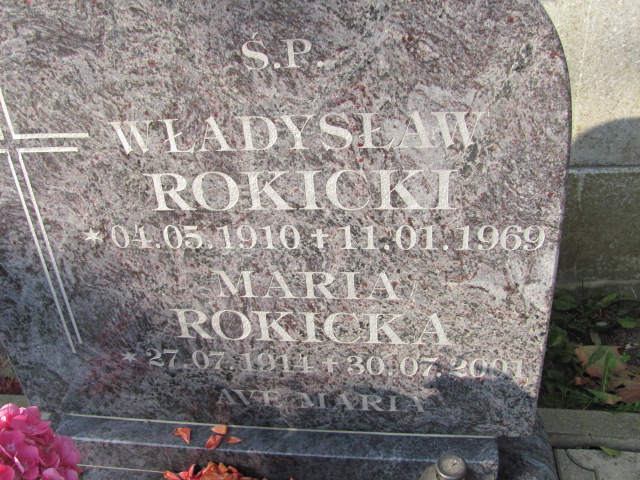 Ś.P.
WŁADYSŁAW
ROKICKI
*04.05.1910 + 11.01.1969
MARIA
ROKICKA
*27.07.1914 + 30.07.2001
AVE MARIA